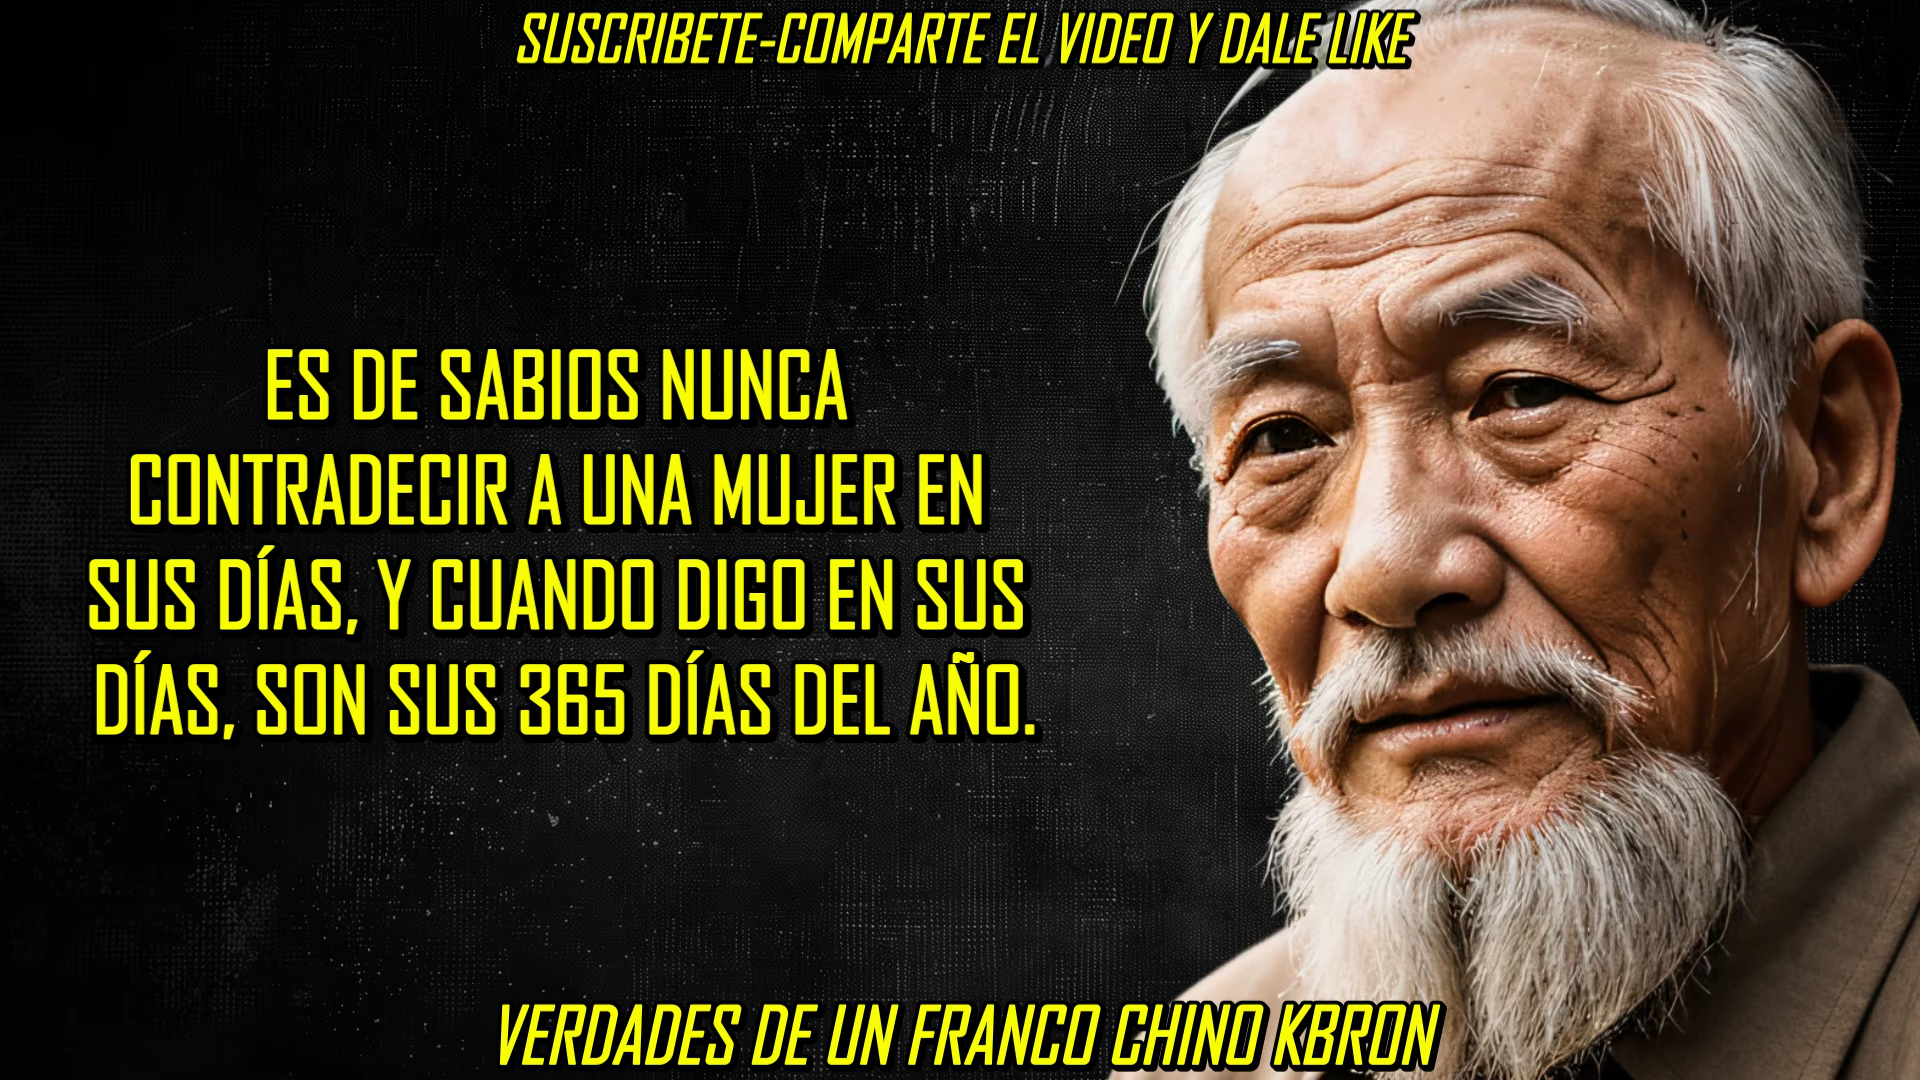 SUSCRIBETE-COMPARTE EL VIDEO Y DALE LIKE
ES DE SABIOS NUNCA
CONTRADECIR A UNA MUJER EN
SUS DÍAS, Y CUANDO DIGO EN SUS
DÍAS, SON SUS 365 DÍAS DEL AÑO.
VERDADES DE UN FRANCO CHINO KBRON